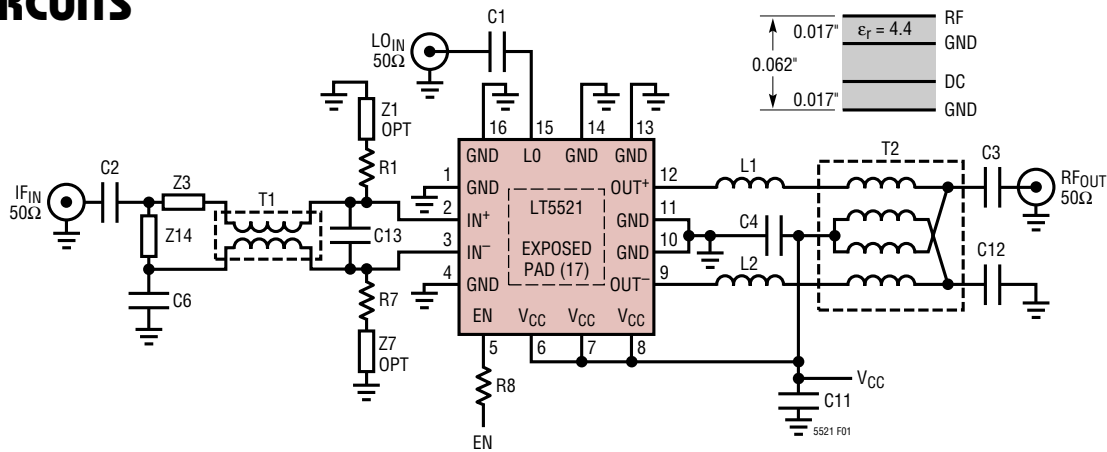 RCUITS
LO_IN
50Ω
C1
RF
0.017"
ε_r = 4.4
GND
0.062"
DC
0.017"
GND
Z1
OPT
R1
16
15
14
13
GND
LO
GND
GND
T2
C3
RF_OUT
50Ω
IF_IN
50Ω
C2
Z3
T1
Z14
C6
C13
1
GND
2
IN+
3
IN−
4
GND
LT5521
EXPOSED
PAD (17)
OUT+
12
GND
11
GND
10
OUT−
9
L1
C4
L2
C12
R7
Z7
OPT
EN
V_CC
V_CC
V_CC
5
6
7
8
R8
EN
V_CC
C11
5521 F01